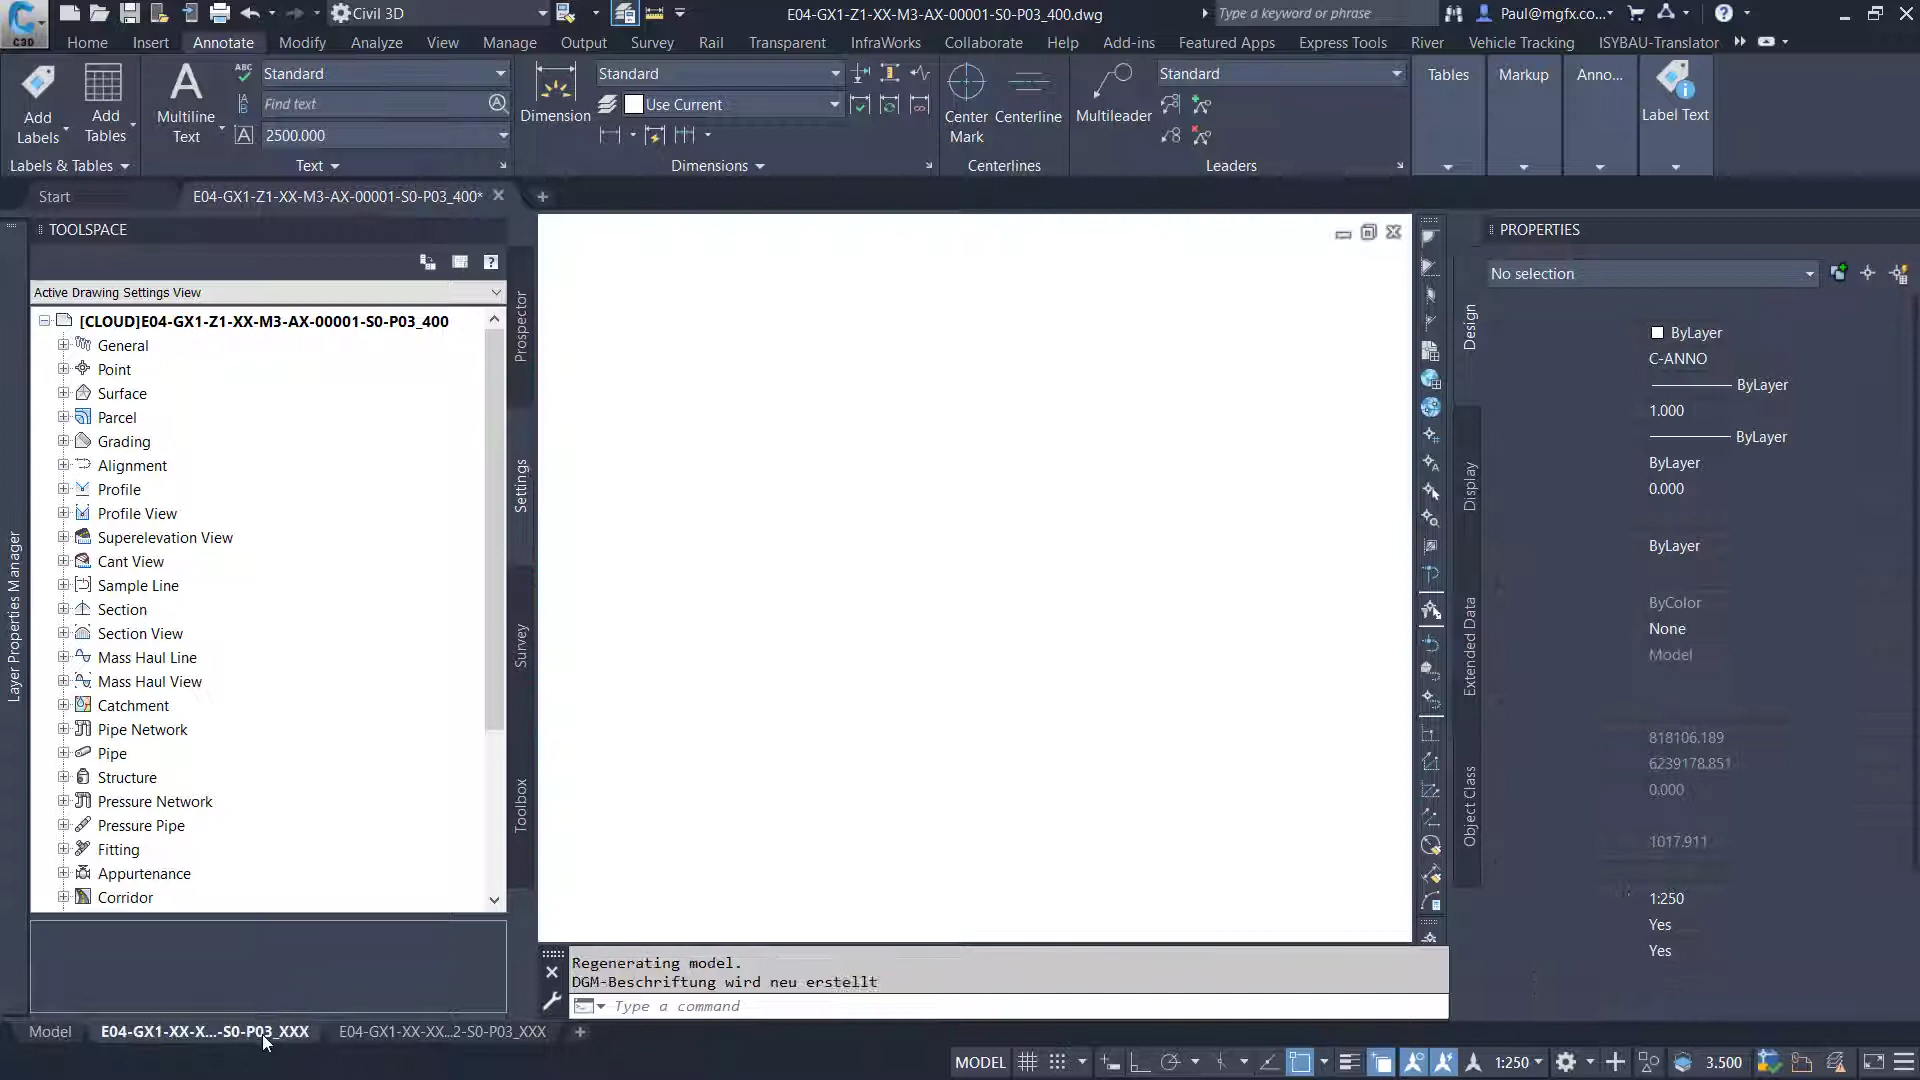 Civil 3D
E04-GX1-Z1-XX-M3-AX-00001-S0-P03_400.dwg
Type a keyword or phrase
Paul@mgfx.co...
C3D
Home Insert Annotate Modify Analyze View Manage Output Survey Rail Transparent InfraWorks Collaborate Help Add-ins Featured Apps Express Tools River Vehicle Tracking ISYBAU-Translator
Add Labels
Add Tables
Multiline Text
ABC
Standard
Find text
2500.000
Dimension
Standard
Use Current
Center Mark
Centerline
Multileader
Standard
Tables
Markup
Anno...
Label Text
Labels & Tables
Text
Dimensions
Centerlines
Leaders
Start
E04-GX1-Z1-XX-M3-AX-00001-S0-P03_400*
TOOLSPACE
Active Drawing Settings View
[CLOUD]E04-GX1-Z1-XX-M3-AX-00001-S0-P03_400
General
Point
Surface
Parcel
Grading
Alignment
Profile
Profile View
Superelevation View
Cant View
Sample Line
Section
Section View
Mass Haul Line
Mass Haul View
Catchment
Pipe Network
Pipe
Structure
Pressure Network
Pressure Pipe
Fitting
Appurtenance
Corridor
Layer Properties Manager
Prospector
Settings
Survey
Toolbox
PROPERTIES
No selection
Design
Display
Extended Data
Object Class
ByLayer
C-ANNO
ByLayer
1.000
ByLayer
ByLayer
0.000
ByLayer
ByColor
None
Model
818106.189
6239178.851
0.000
1017.911
1:250
Yes
Yes
Regenerating model.
DGM-Beschriftung wird neu erstellt
Type a command
Model
E04-GX1-XX-X...-S0-P03_XXX
E04-GX1-XX-XX...2-S0-P03_XXX
MODEL
1:250
3.500